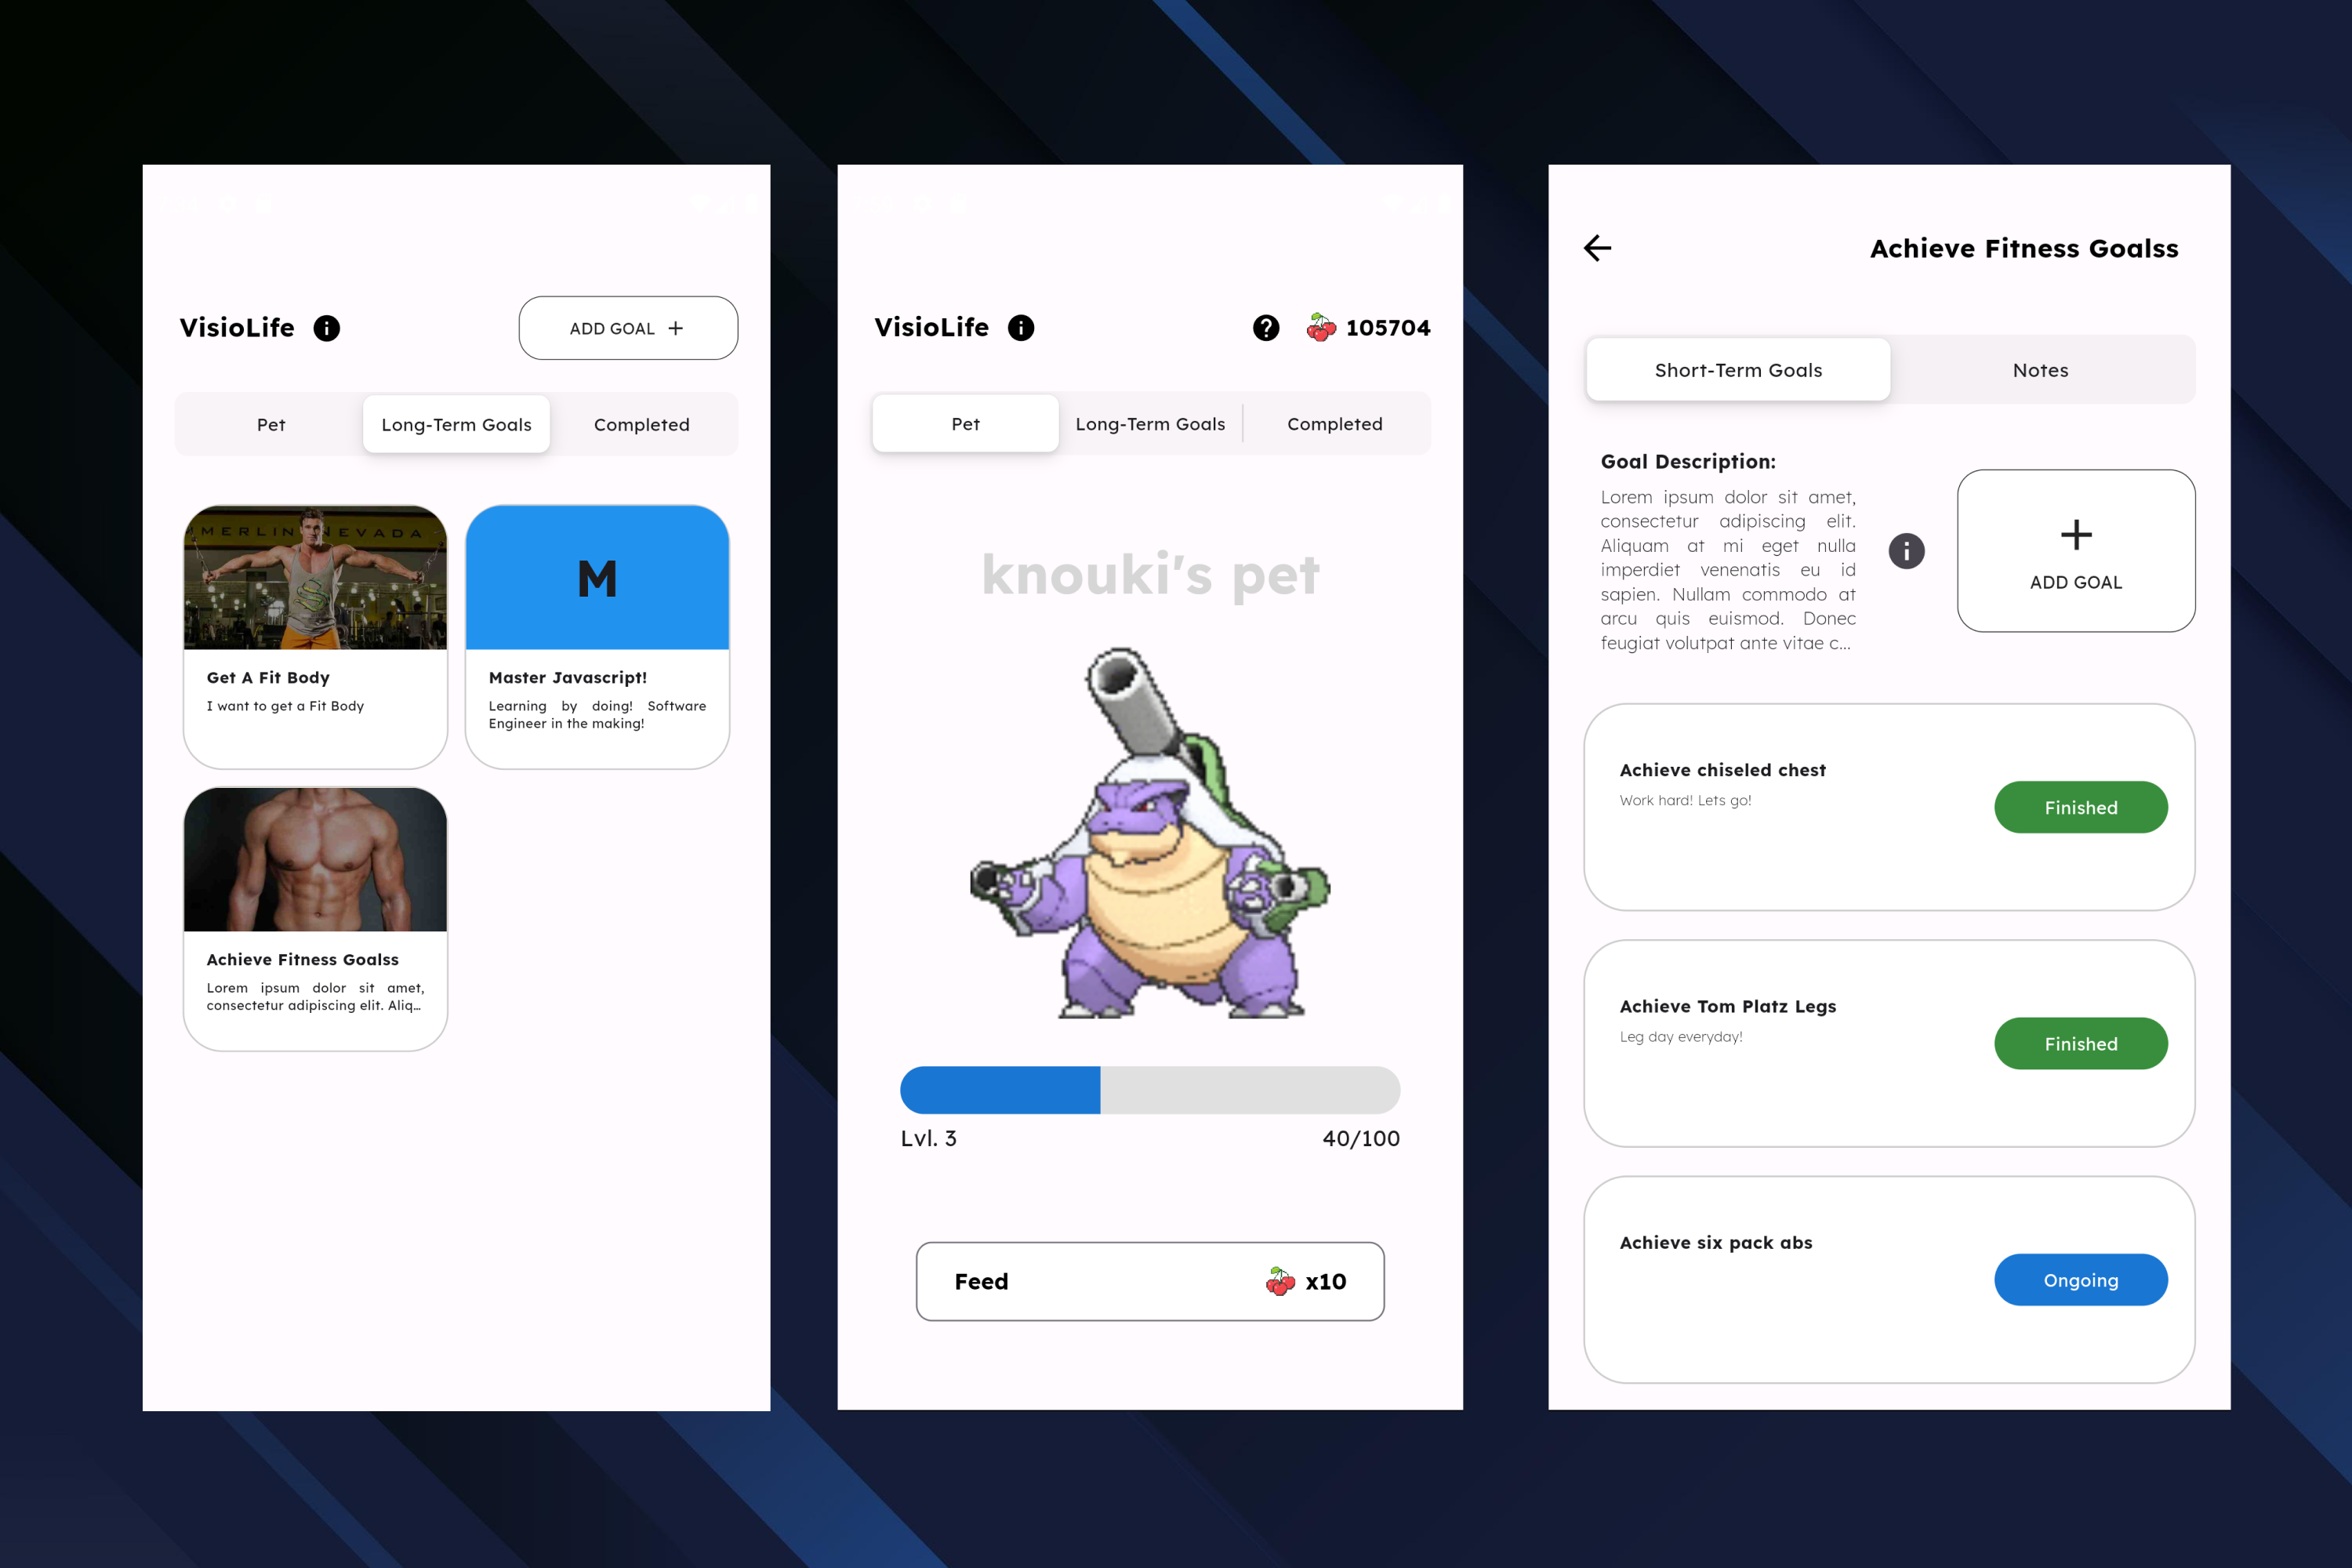 VisioLife
ADD GOAL +
Pet
Long-Term Goals
Completed
MERLIN NEVADA
M
Get A Fit Body
I want to get a Fit Body
Master Javascript!
Learning by doing! Software
Engineer in the making!
Achieve Fitness Goalss
Lorem ipsum dolor sit amet,
consectetur adipiscing elit. Aliq...
VisioLife
105704
Pet
Long-Term Goals
Completed
knouki's pet
Lvl. 3
40/100
Feed
x10
Achieve Fitness Goalss
Short-Term Goals
Notes
Goal Description:
Lorem ipsum dolor sit amet,
consectetur adipiscing elit.
Aliquam at mi eget nulla
imperdiet venenatis eu id
sapien. Nullam commodo at
arcu quis euismod. Donec
feugiat volutpat ante vitae c...
+
ADD GOAL
Achieve chiseled chest
Work hard! Lets go!
Finished
Achieve Tom Platz Legs
Leg day everyday!
Finished
Achieve six pack abs
Ongoing